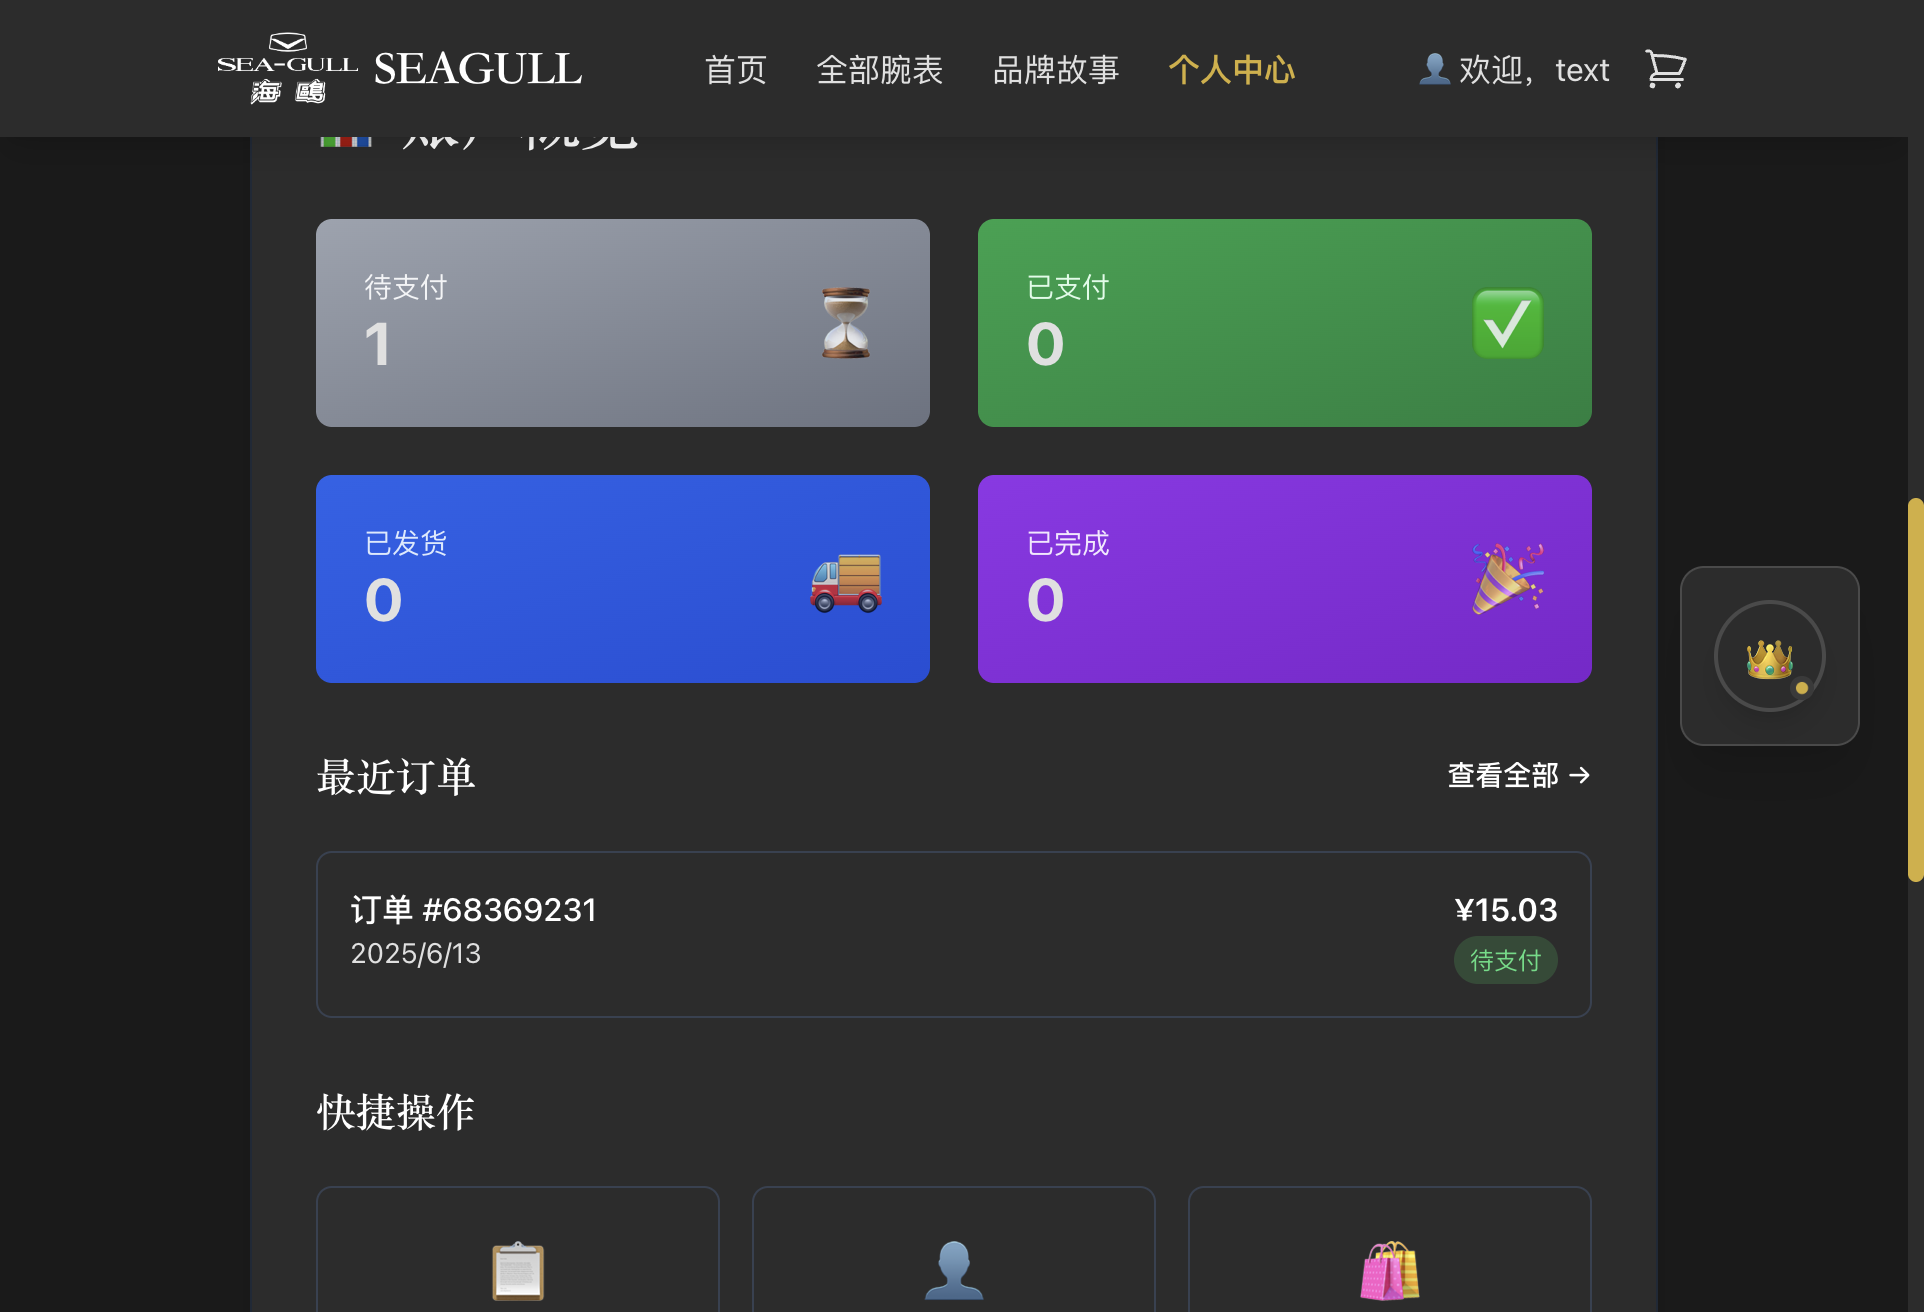 SEA-GULL
海鷗
SEAGULL
首页
全部腕表
品牌故事
个人中心
欢迎，text
待支付
1
已支付
0
已发货
0
已完成
0
最近订单
查看全部 →
订单 #68369231
¥15.03
2025/6/13
待支付
快捷操作